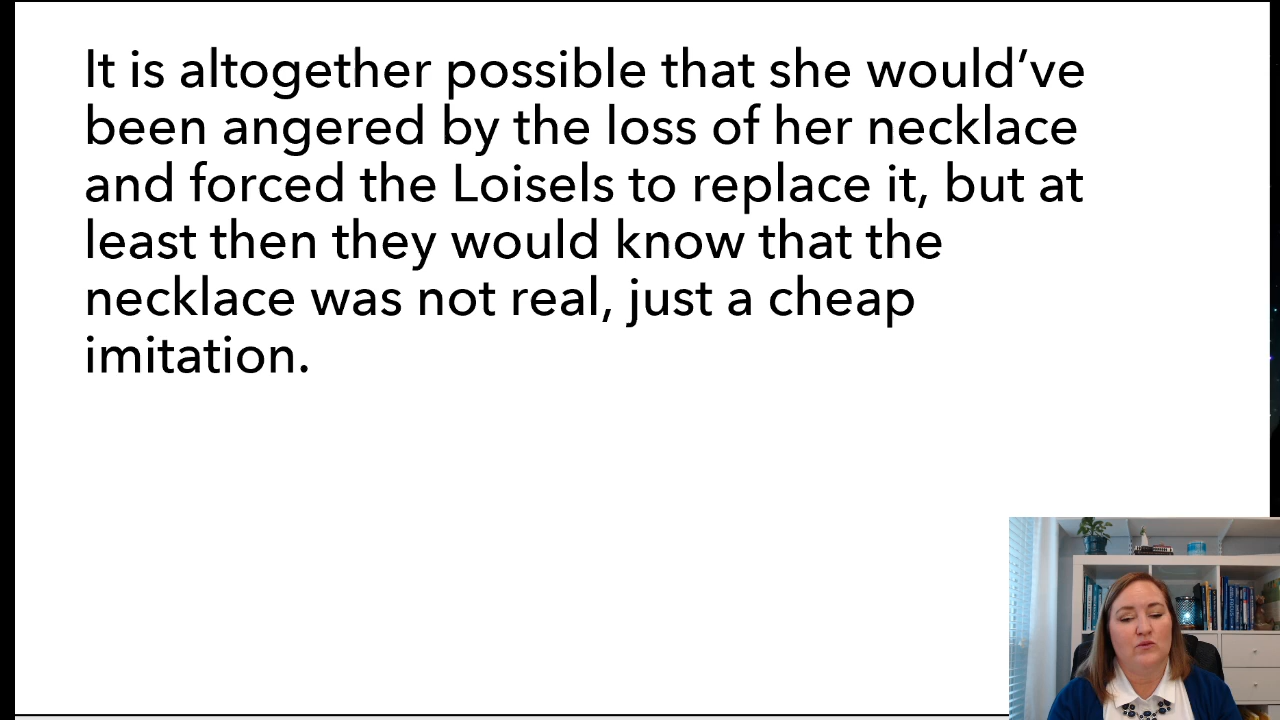 It is altogether possible that she would’ve
been angered by the loss of her necklace
and forced the Loisels to replace it, but at
least then they would know that the
necklace was not real, just a cheap
imitation.